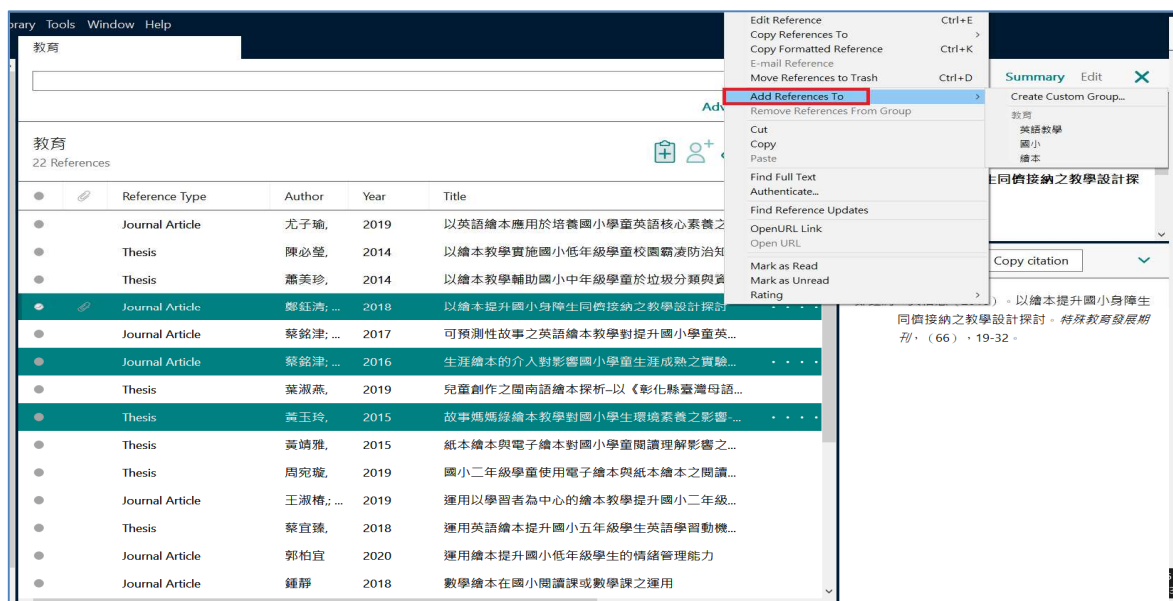 rary Tools Window Help
教育
Adv
教育
22 References
Reference Type Author Year Title
Journal Article 尤子瑜, 2019 以英語繪本應用於培養國小學童英語核心素養之
Thesis 陳必瑩, 2014 以繪本教學實施國小低年級學童校園霸凌防治知
Thesis 蕭美珍, 2014 以繪本教學輔助國小中年級學童於垃圾分類與資
Journal Article 鄭鈺清; ... 2018 以繪本提升國小身障生同儕接納之教學設計探討
Journal Article 蔡銘津; ... 2017 可預測性故事之英語繪本教學對提升國小學童英...
Journal Article 蔡銘津; ... 2016 生涯繪本的介入對影響國小學童生涯成熟之實驗...
Thesis 葉淑燕, 2019 兒童創作之閩南語繪本探析–以《彰化縣臺灣母語...
Thesis 黃玉玲, 2015 故事媽媽綠繪本教學對國小學生環境素養之影響-...
Thesis 黃靖雅, 2015 紙本繪本與電子繪本對國小學童閱讀理解影響之...
Thesis 周宛璇, 2019 國小二年級學童使用電子繪本與紙本繪本之閱讀...
Journal Article 王淑椿,; ... 2019 運用以學習者為中心的繪本教學提升國小二年級...
Thesis 蔡宜臻, 2018 運用英語繪本提升國小五年級學生英語學習動機...
Journal Article 郭柏宜 2020 運用繪本提升國小低年級學生的情緒管理能力
Journal Article 鍾靜 2018 數學繪本在國小閱讀課或數學課之運用
Edit Reference Ctrl+E
Copy References To
Copy Formatted Reference Ctrl+K
E-mail Reference
Move References to Trash Ctrl+D
Add References To
Remove References From Group
Cut
Copy
Paste
Find Full Text
Authenticate...
Find Reference Updates
OpenURL Link
Open URL
Mark as Read
Mark as Unread
Rating
Summary Edit
Create Custom Group...
教育
英語教學
國小
繪本
生同儕接納之教學設計探
Copy citation
。以繪本提升國小身障生
同儕接納之教學設計探討。特殊教育發展期
刊，（66），19-32。